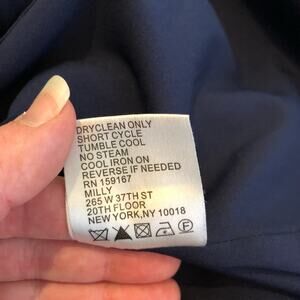 DRYCLEAN ONLY
SHORT CYCLE
TUMBLE COOL
NO STEAM
COOL IRON ON
REVERSE IF NEEDED
RN 159167
MILLY
265 W 37TH ST
20TH FLOOR
NEW YORK,NY 10018